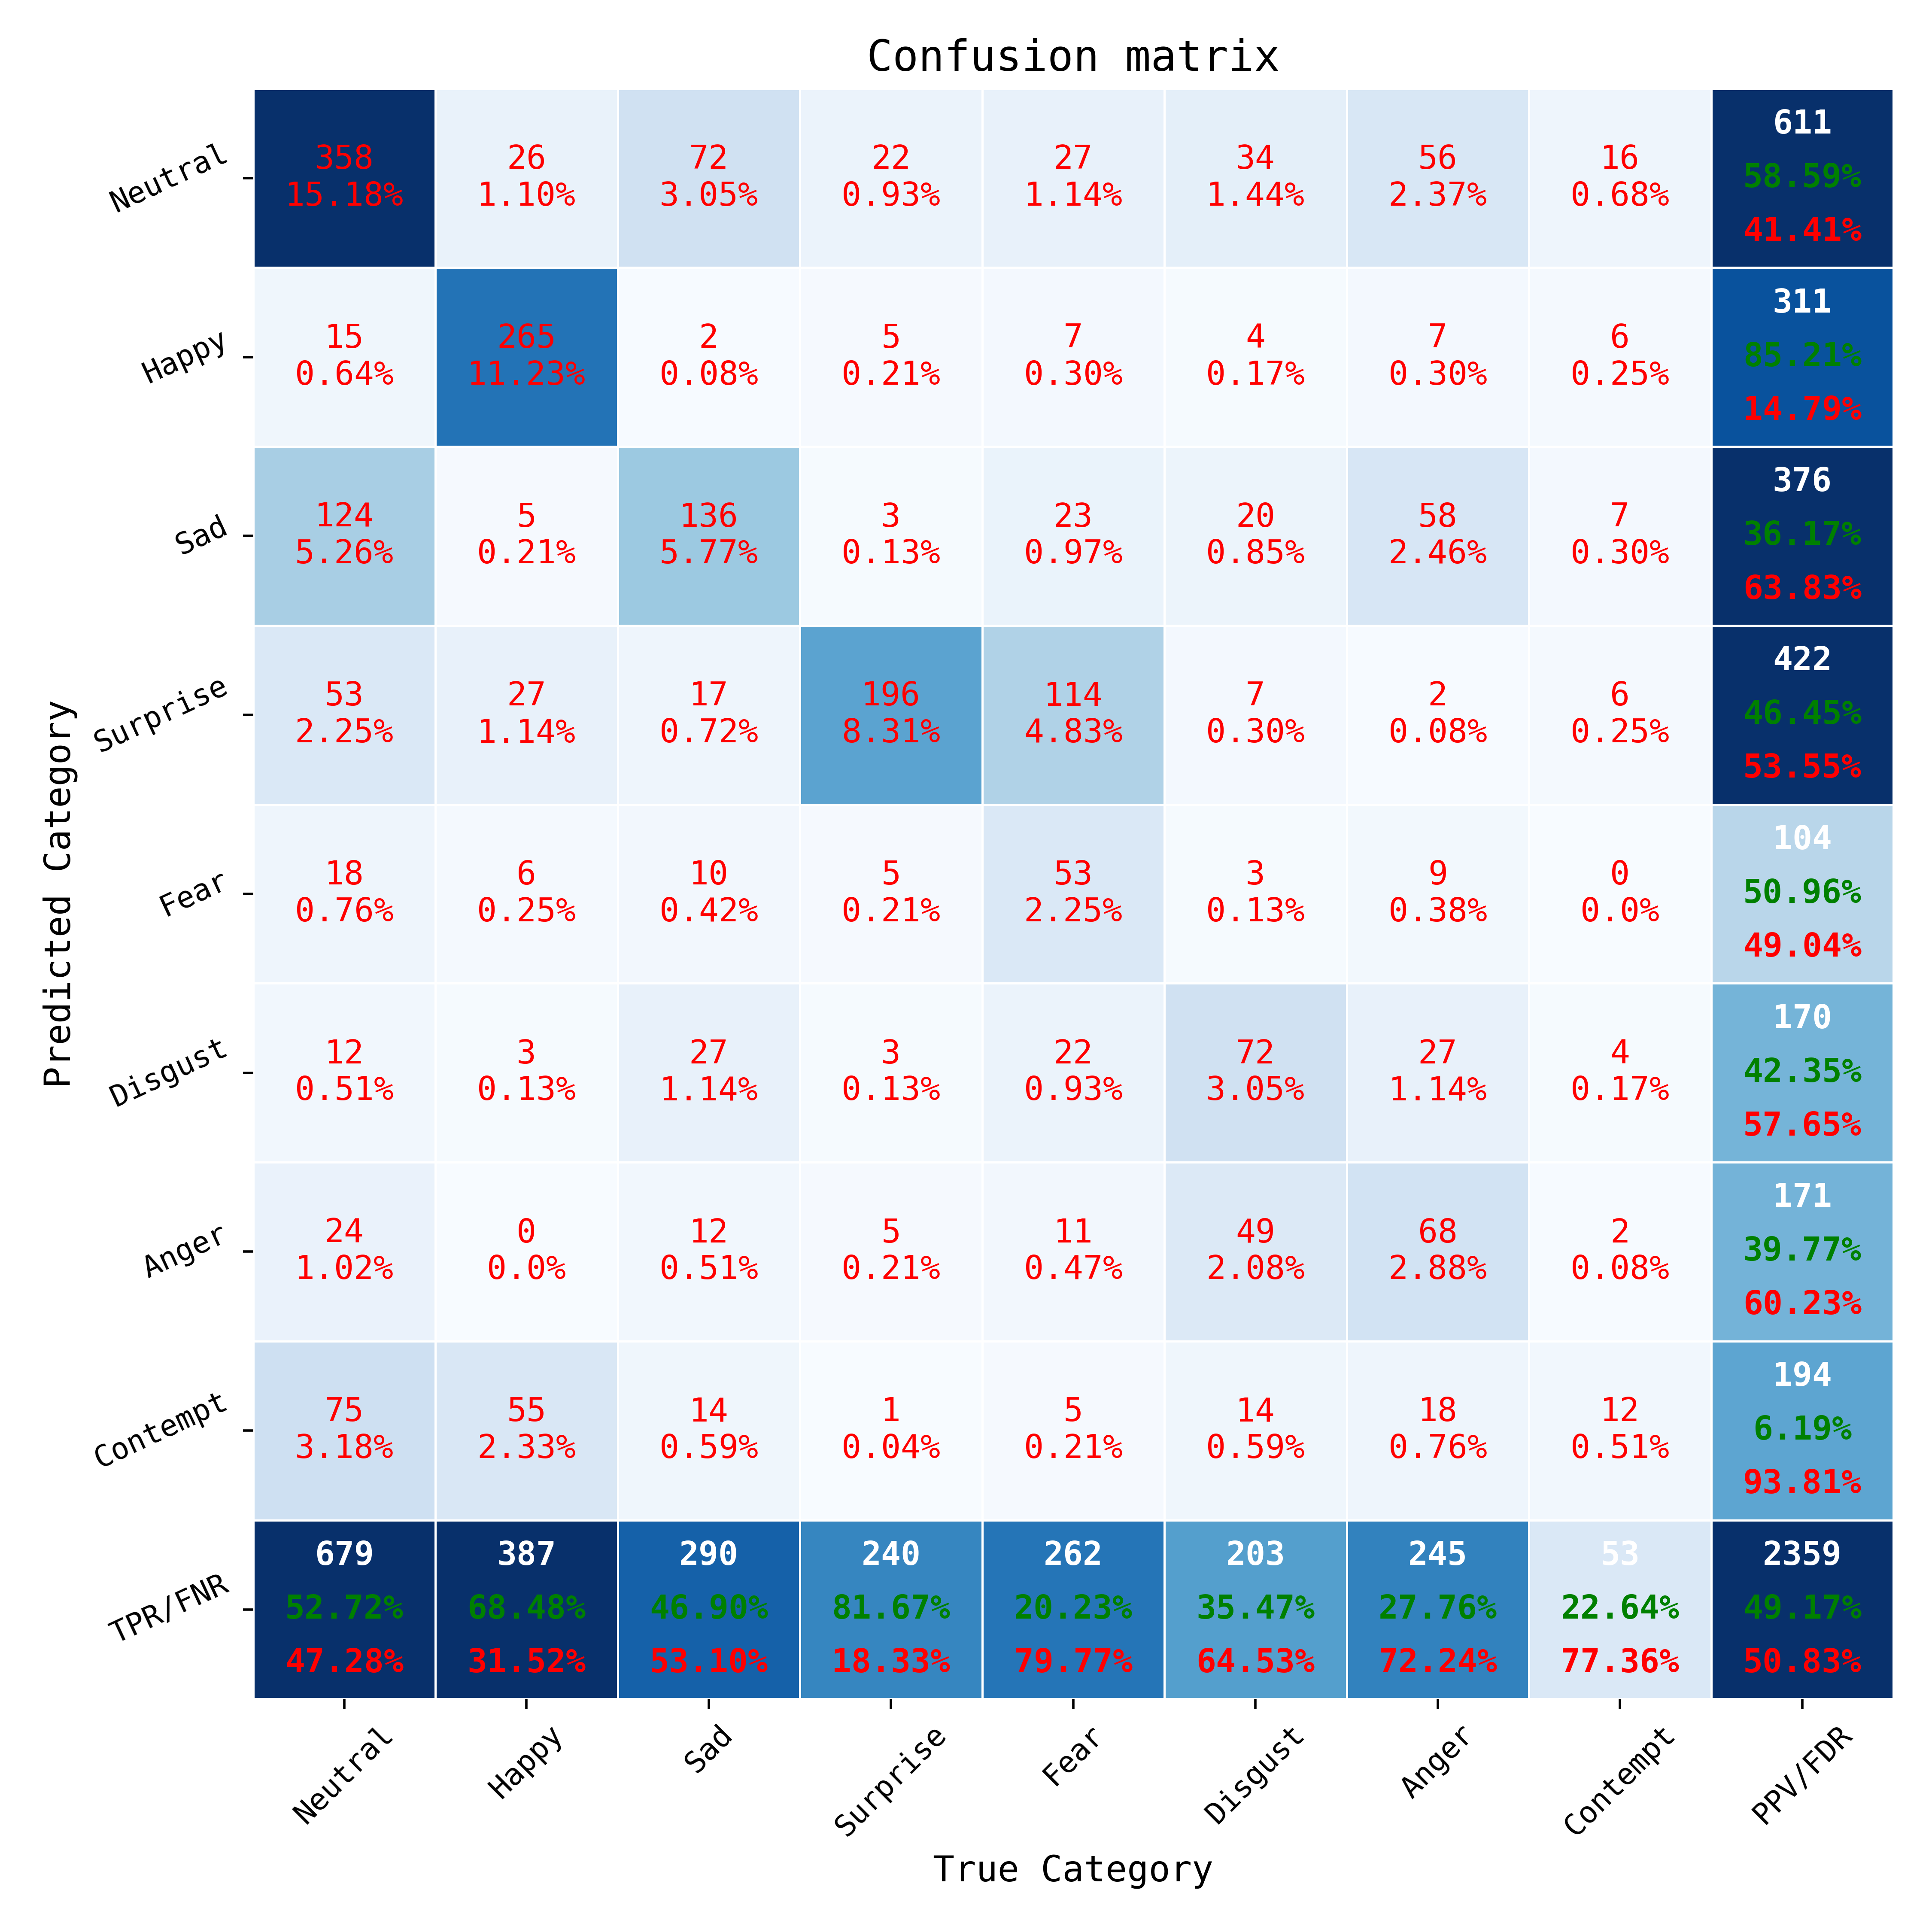 Confusion matrix
Predicted Category
Neutral
358 26 72 22 27 34 56 16 611
15.18% 1.10% 3.05% 0.93% 1.14% 1.44% 2.37% 0.68% 58.59%
41.41%
Happy
15 265 2 5 7 4 7 6 311
0.64% 11.23% 0.08% 0.21% 0.30% 0.17% 0.30% 0.25% 85.21%
14.79%
Sad
124 5 136 3 23 20 58 7 376
5.26% 0.21% 5.77% 0.13% 0.97% 0.85% 2.46% 0.30% 36.17%
63.83%
Surprise
53 27 17 196 114 7 2 6 422
2.25% 1.14% 0.72% 8.31% 4.83% 0.30% 0.08% 0.25% 46.45%
53.55%
Fear
18 6 10 5 53 3 9 0 104
0.76% 0.25% 0.42% 0.21% 2.25% 0.13% 0.38% 0.0% 50.96%
49.04%
Disgust
12 3 27 3 22 72 27 4 170
0.51% 0.13% 1.14% 0.13% 0.93% 3.05% 1.14% 0.17% 42.35%
57.65%
Anger
24 0 12 5 11 49 68 2 171
1.02% 0.0% 0.51% 0.21% 0.47% 2.08% 2.88% 0.08% 39.77%
60.23%
Contempt
75 55 14 1 5 14 18 12 194
3.18% 2.33% 0.59% 0.04% 0.21% 0.59% 0.76% 0.51% 6.19%
93.81%
TPR/FNR
679 387 290 240 262 203 245 53 2359
52.72% 68.48% 46.90% 81.67% 20.23% 35.47% 27.76% 22.64% 49.17%
47.28% 31.52% 53.10% 18.33% 79.77% 64.53% 72.24% 77.36% 50.83%
Neutral Happy Sad Surprise Fear Disgust Anger Contempt PPV/FDR
True Category